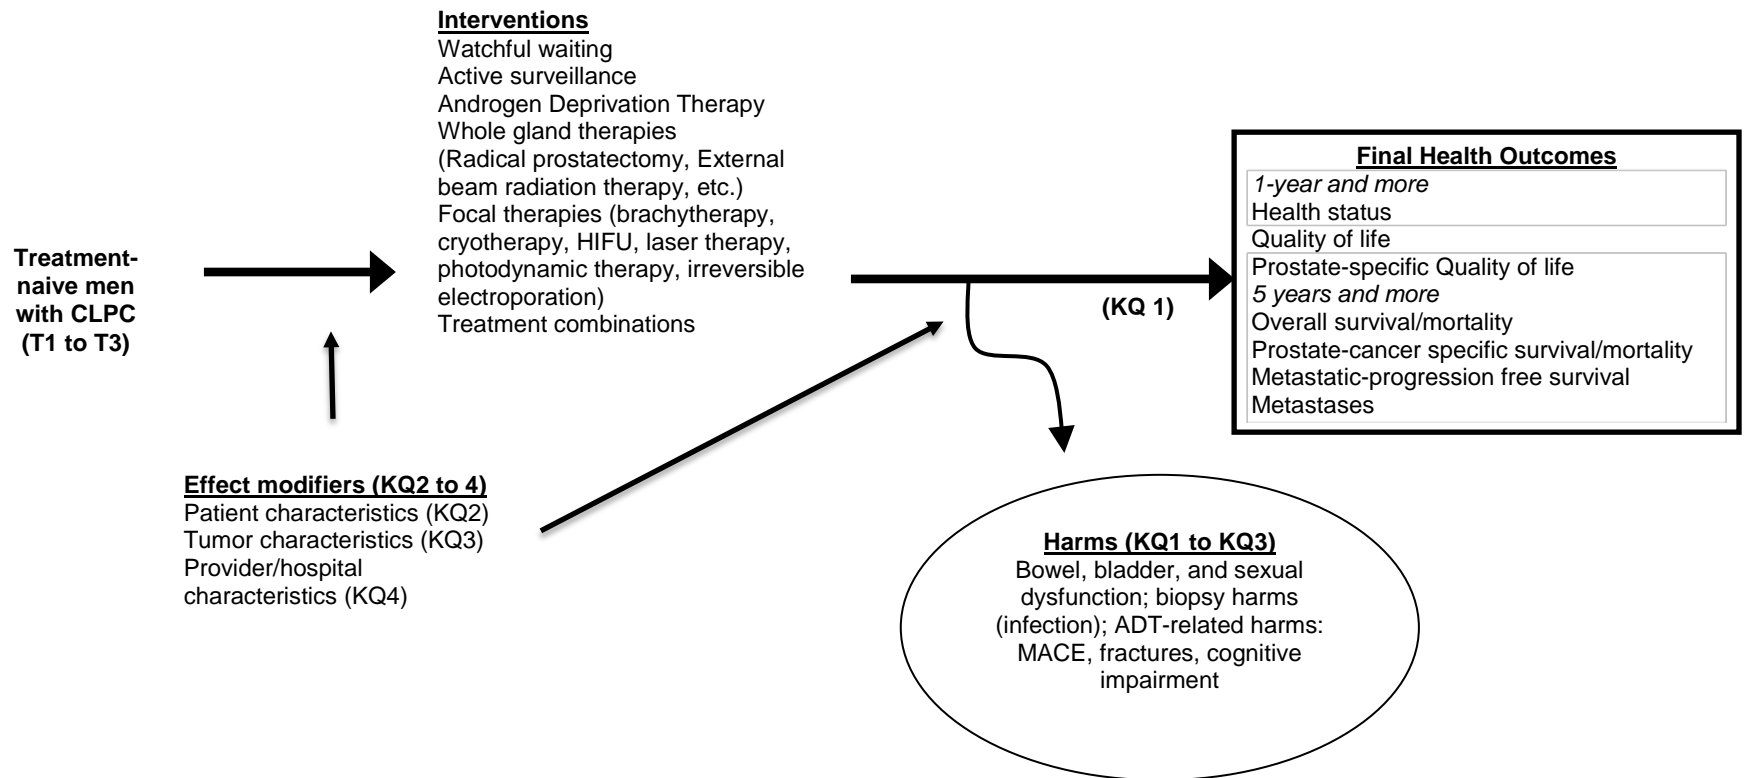 Interventions
Watchful waiting
Active surveillance
Androgen Deprivation Therapy
Whole gland therapies
(Radical prostatectomy, External
beam radiation therapy, etc.)
Focal therapies (brachytherapy,
cryotherapy, HIFU, laser therapy,
photodynamic therapy, irreversible
electroporation)
Treatment combinations
Treatment-
naive men
with CLPC
(T1 to T3)
(KQ 1)
Final Health Outcomes
1-year and more
Health status
Quality of life
Prostate-specific Quality of life
5 years and more
Overall survival/mortality
Prostate-cancer specific survival/mortality
Metastatic-progression free survival
Metastases
Effect modifiers (KQ2 to 4)
Patient characteristics (KQ2)
Tumor characteristics (KQ3)
Provider/hospital
characteristics (KQ4)
Harms (KQ1 to KQ3)
Bowel, bladder, and sexual
dysfunction; biopsy harms
(infection); ADT-related harms:
MACE, fractures, cognitive
impairment